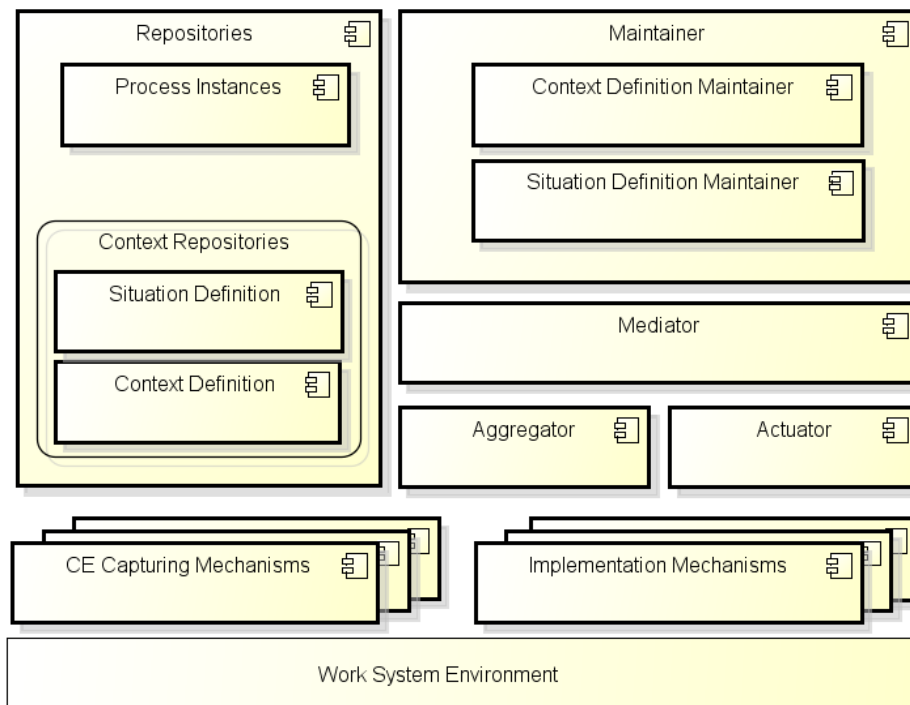 Repositories
Process Instances
Context Repositories
Situation Definition
Context Definition
Maintainer
Context Definition Maintainer
Situation Definition Maintainer
Mediator
Aggregator
Actuator
CE Capturing Mechanisms
Implementation Mechanisms
Work System Environment